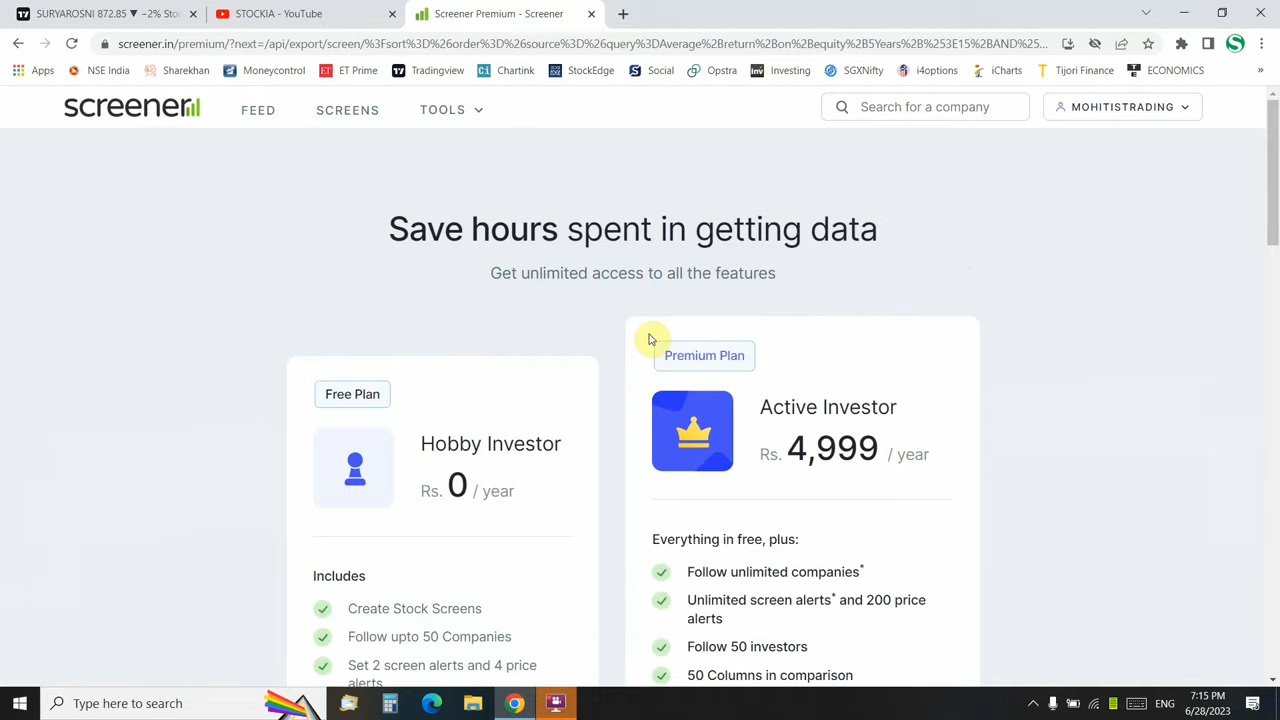 SURYAROSNI 872.85 ▼ −2% Sto
STOCKIA - YouTube
Screener Premium - Screener
screener.in/premium/?next=/api/export/screen/%3Fsort%3D%26order%3D%26source%3D%26query%3DAverage%2Breturn%2Bon%2Bequity%2B5Years%2B%253E15%2BAND%25...
Apps
NSE India
Sharekhan
Moneycontrol
ET Prime
Tradingview
Chartink
StockEdge
Social
Opstra
Investing
SGXNifty
i4options
iCharts
Tijori Finance
ECONOMICS
»
screener
FEED
SCREENS
TOOLS
Search for a company
MOHITISTRADING
Save hours spent in getting data
Get unlimited access to all the features
Free Plan
Hobby Investor
Rs. 0 / year
Includes
Create Stock Screens
Follow upto 50 Companies
Set 2 screen alerts and 4 price
alerts
Premium Plan
Active Investor
Rs. 4,999 / year
Everything in free, plus:
Follow unlimited companies*
Unlimited screen alerts* and 200 price
alerts
Follow 50 investors
50 Columns in comparison
Type here to search
ENG
7:15 PM
6/28/2023